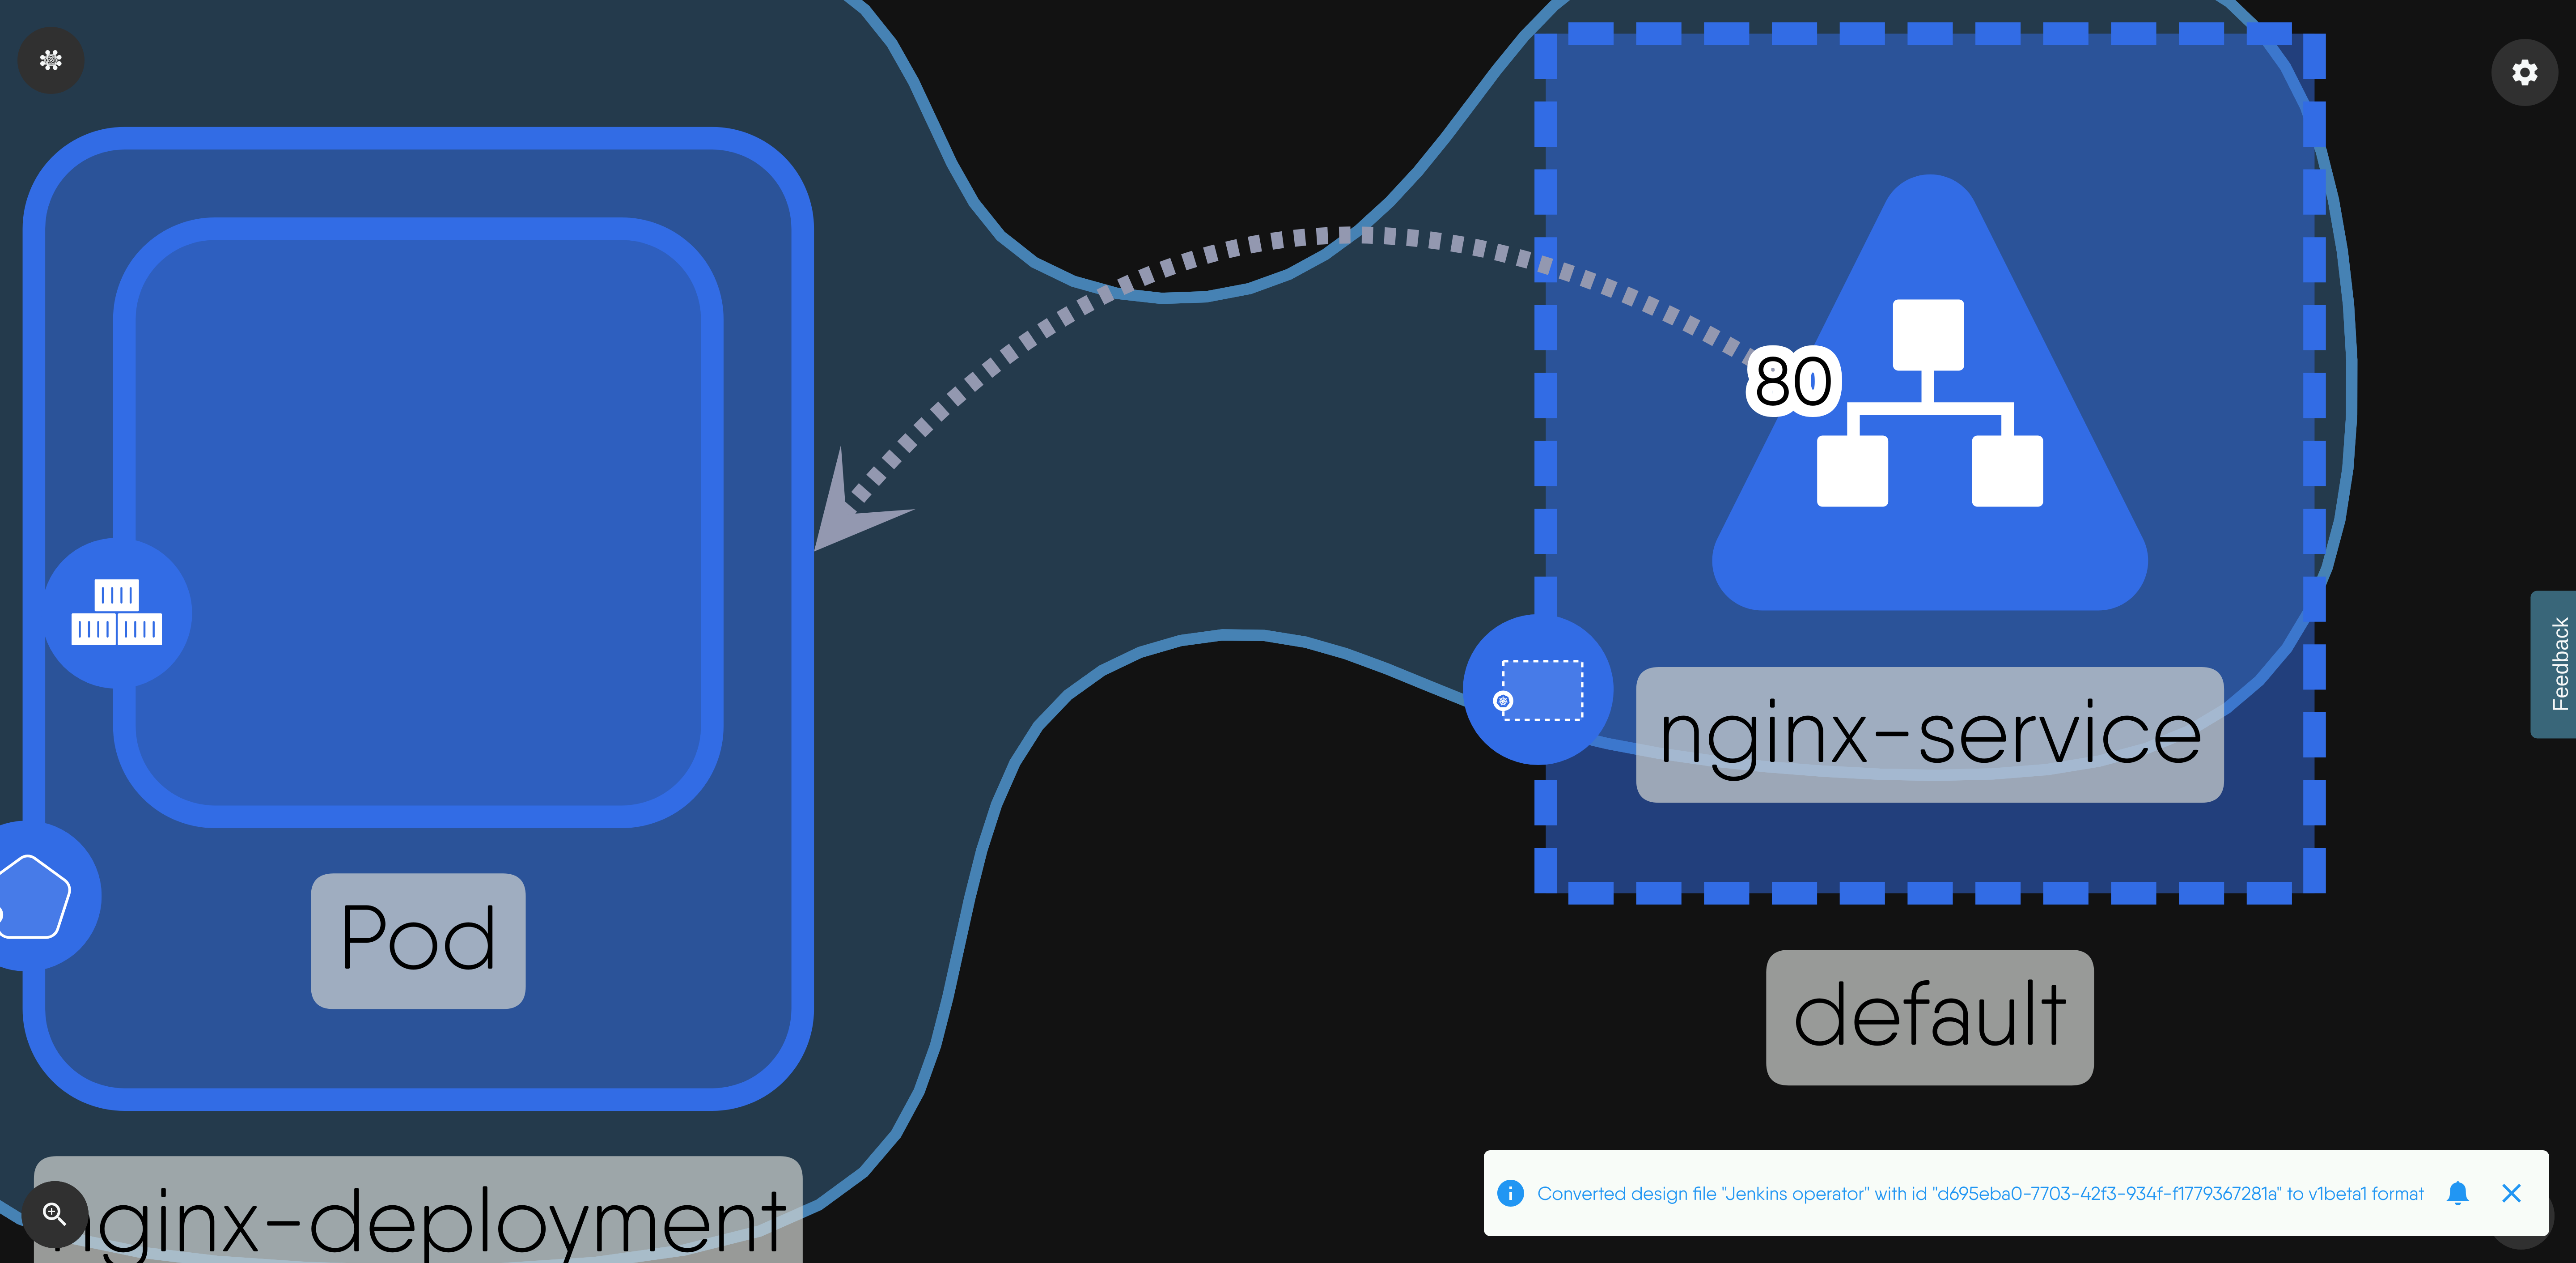 80
nginx-service
Pod
default
nginx-deployment
Feedback
Converted design file "Jenkins operator" with id "d695eba0-7703-42f3-934f-f1779367281a" to v1beta1 format